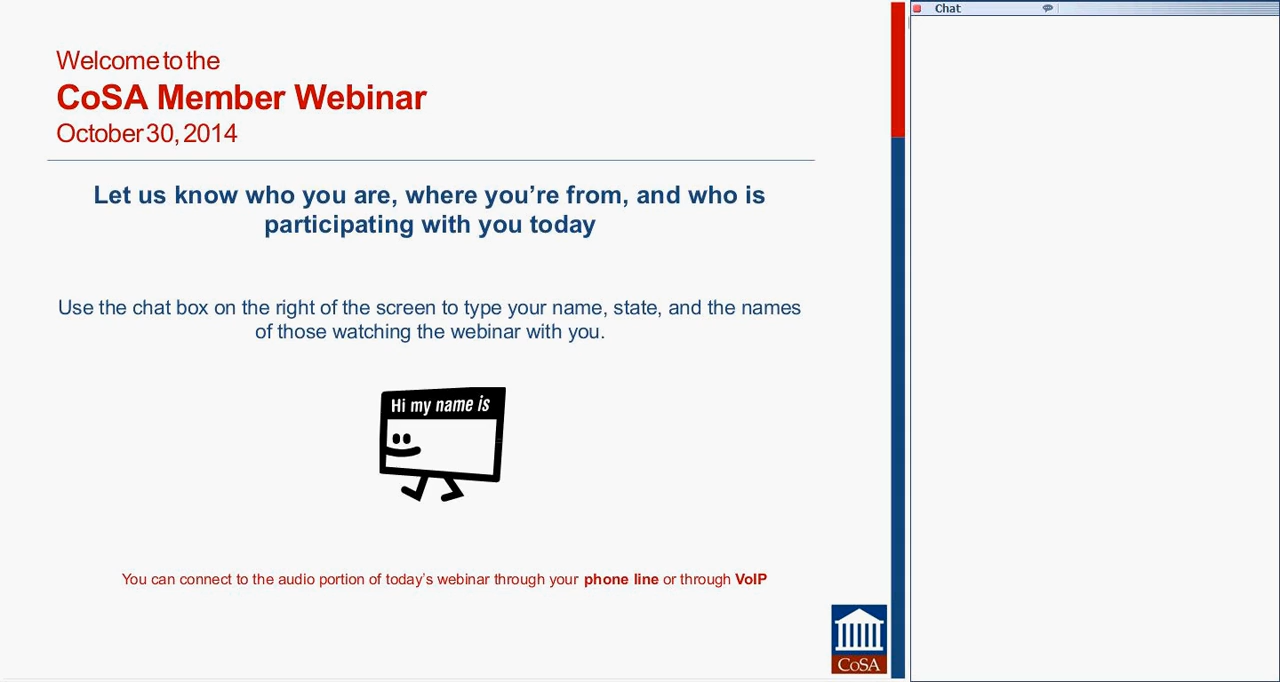 Welcome to the
CoSA Member Webinar
October 30, 2014
Let us know who you are, where you’re from, and who is
participating with you today
Use the chat box on the right of the screen to type your name, state, and the names
of those watching the webinar with you.
Hi my name is
You can connect to the audio portion of today’s webinar through your phone line or through VoIP
CoSA
Chat